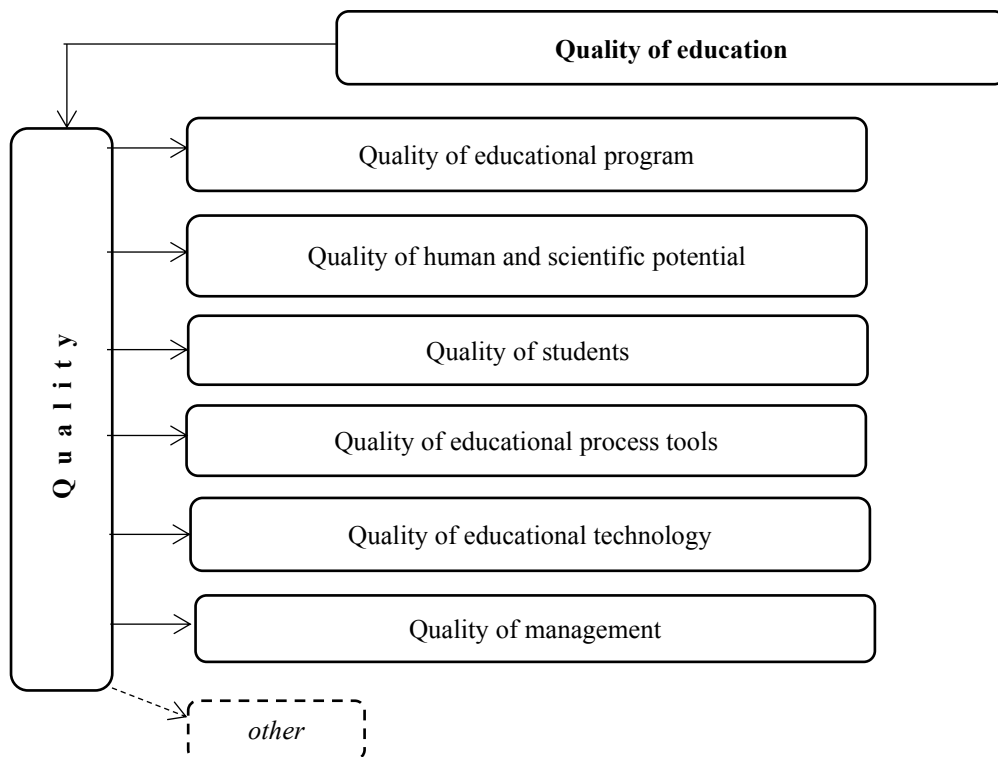 Quality of education
Quality
Quality of educational program
Quality of human and scientific potential
Quality of students
Quality of educational process tools
Quality of educational technology
Quality of management
other